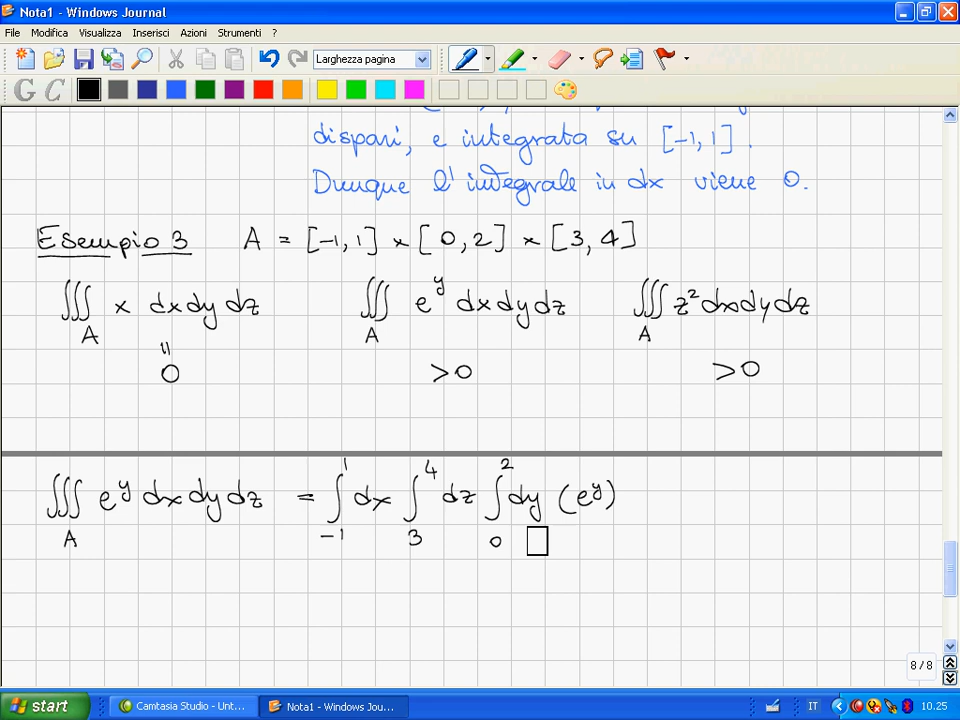 Nota1 - Windows Journal
File Modifica Visualizza Inserisci Azioni Strumenti ?
Larghezza pagina
G C
dispari, e integrata su [-1,1].
Dunque l'integrale in dx viene 0.
Esempio 3 A = [-1,1] × [0,2] × [3,4]
∭_A x dx dy dz ∭_A e^y dx dy dz ∭_A z² dx dy dz
= 0 >0 >0
∭_A e^y dx dy dz = ∫_{-1}^{1} dx ∫_3^4 dz ∫_0^2 dy (e^y)
8 / 8
start Camtasia Studio - Unt... Nota1 - Windows Jou... IT 10.25